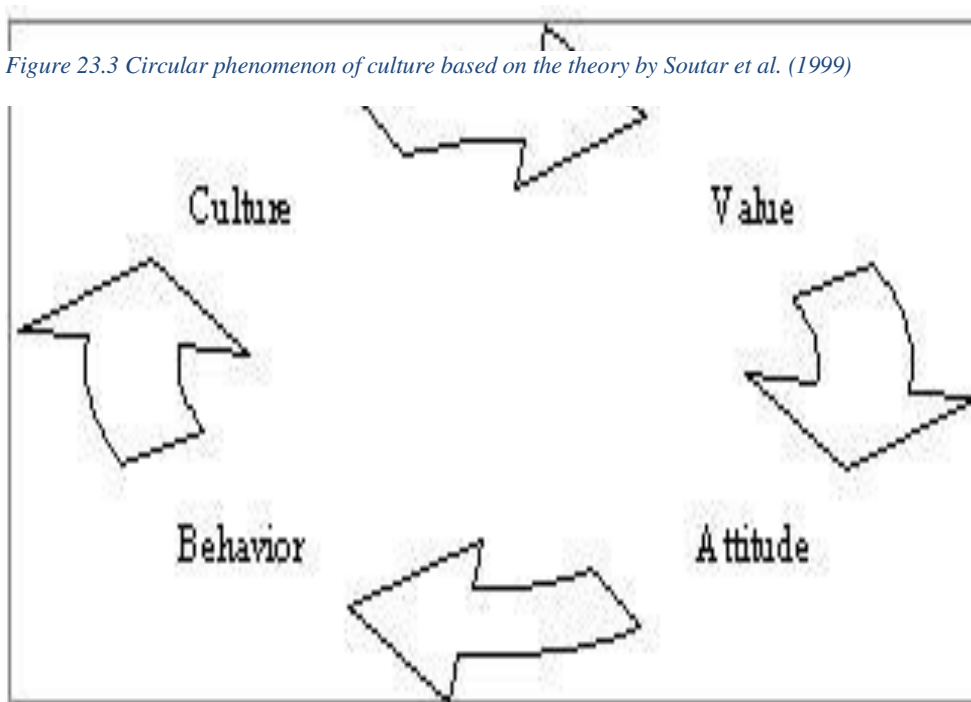 Figure 23.3 Circular phenomenon of culture based on the theory by Soutar et al. (1999)
Culture
Value
Behavior
Attitude